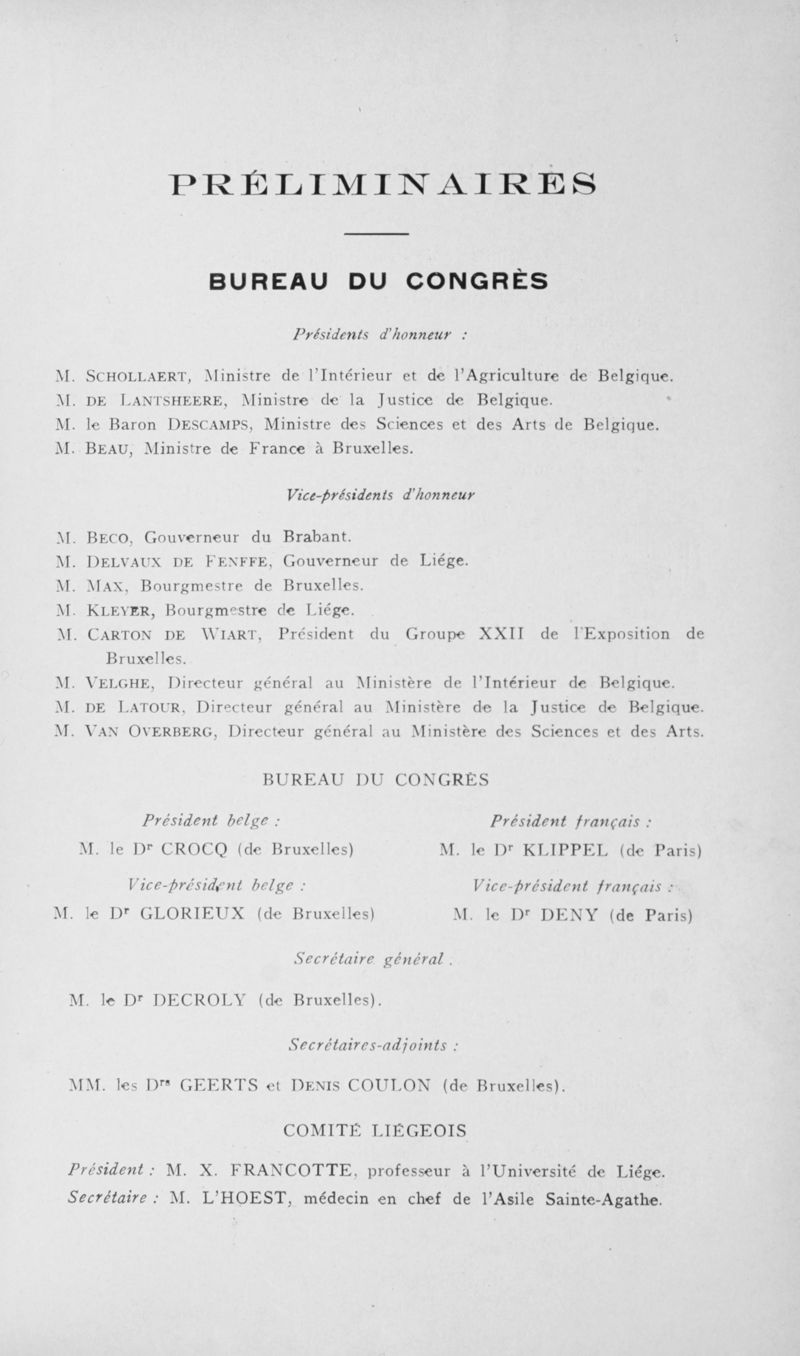 PRÉLIMINAIRES
BUREAU DU CONGRÈS
Présidents d'honneur :
M. SCHOLLAERT, Ministre de l'Intérieur et de l'Agriculture de Belgique.
M. DE LANTSHEERE, Ministre de la Justice de Belgique.
M. le Baron DESCAMPS, Ministre des Sciences et des Arts de Belgique.
M. BEAU, Ministre de France à Bruxelles.
Vice-présidents d'honneur
M. BECO, Gouverneur du Brabant.
M. DELVAUX DE FENFFE, Gouverneur de Liége.
M. MAX, Bourgmestre de Bruxelles.
M. KLEYER, Bourgmestre de Liége.
M. CARTON DE WIART, Président du Groupe XXII de l'Exposition de
Bruxelles.
M. VELGHE, Directeur général au Ministère de l'Intérieur de Belgique.
M. DE LATOUR, Directeur général au Ministère de la Justice de Belgique.
M. VAN OVERBERG, Directeur général au Ministère des Sciences et des Arts.
BUREAU DU CONGRÈS
Président belge :
M. le Dr CROCQ (de Bruxelles)
Vice-président belge :
M. le Dr GLORIEUX (de Bruxelles)
Président français :
M. le Dr KLIPPEL (de Paris)
Vice-président français :
M. le Dr DENY (de Paris)
Secrétaire général .
M. le Dr DECROLY (de Bruxelles).
Secrétaires-adjoints :
MM. les Drs GEERTS et DENIS COULON (de Bruxelles).
COMITÉ LIÉGEOIS
Président : M. X. FRANCOTTE, professeur à l'Université de Liége.
Secrétaire : M. L'HOEST, médecin en chef de l'Asile Sainte-Agathe.